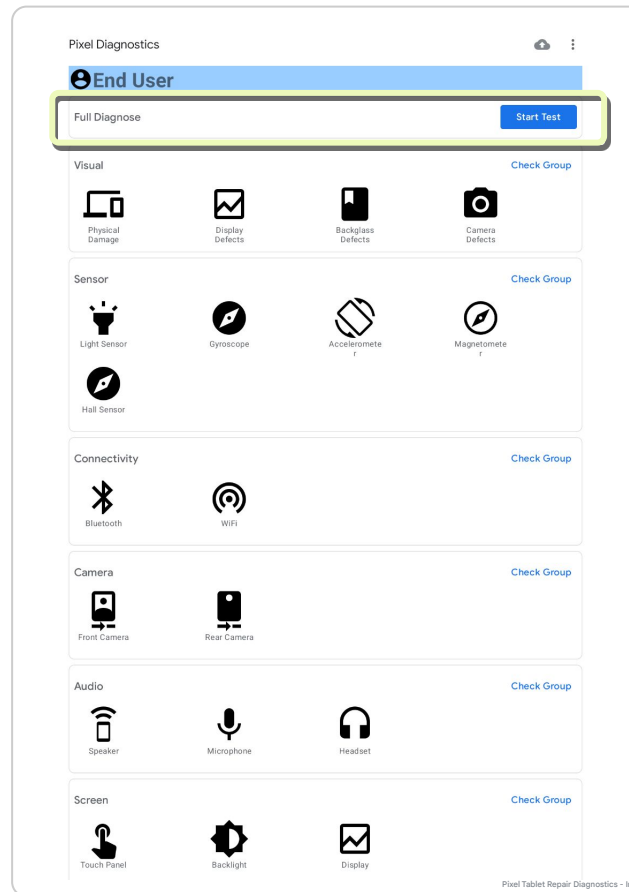 Pixel Diagnostics
End User
Full Diagnose
Start Test
Visual
Check Group
Physical
Damage
Display
Defects
Backglass
Defects
Camera
Defects
Sensor
Check Group
Light Sensor
Gyroscope
Acceleromete
r
Magnetomete
r
Hall Sensor
Connectivity
Check Group
Bluetooth
WiFi
Camera
Check Group
Front Camera
Rear Camera
Audio
Check Group
Speaker
Microphone
Headset
Screen
Check Group
Touch Panel
Backlight
Display
Pixel Tablet Repair Diagnostics -